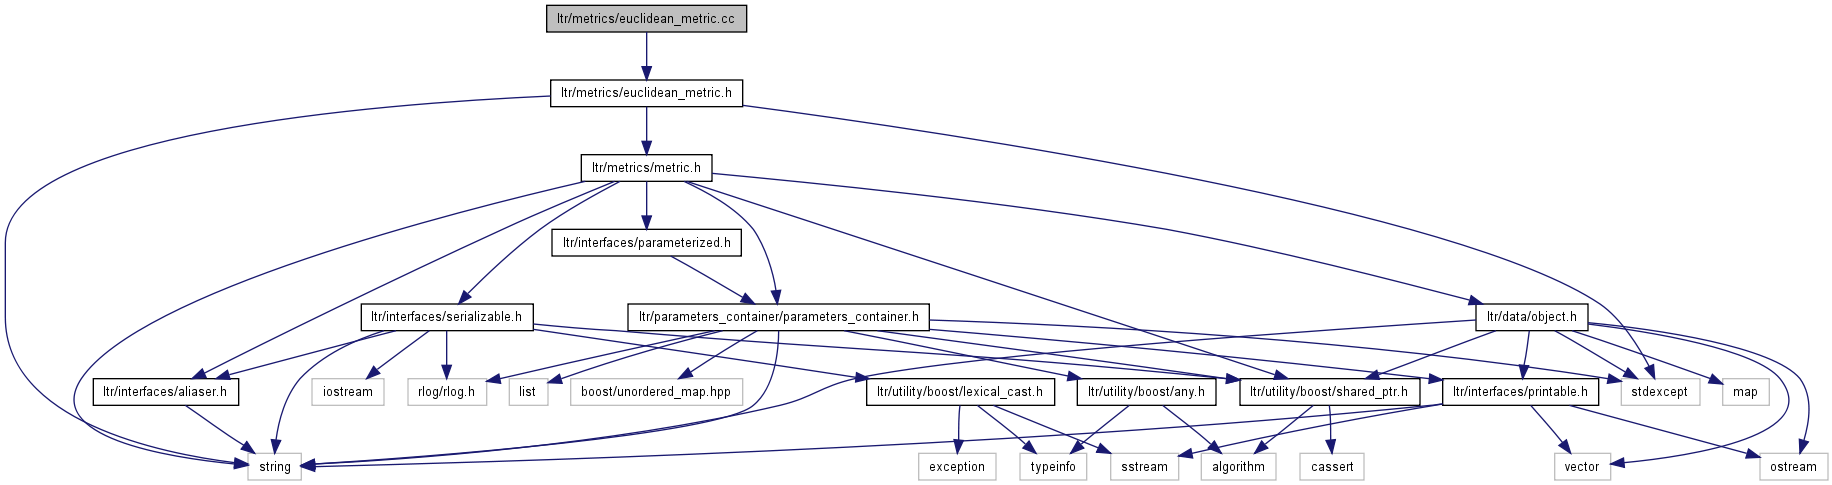 ltr/metrics/euclidean_metric.cc
ltr/metrics/euclidean_metric.h
ltr/metrics/metric.h
ltr/interfaces/parameterized.h
ltr/interfaces/serializable.h
ltr/parameters_container/parameters_container.h
ltr/data/object.h
ltr/interfaces/aliaser.h
iostream
rlog/rlog.h
list
boost/unordered_map.hpp
ltr/utility/boost/lexical_cast.h
ltr/utility/boost/any.h
ltr/utility/boost/shared_ptr.h
ltr/interfaces/printable.h
stdexcept
map
string
exception
typeinfo
sstream
algorithm
cassert
vector
ostream